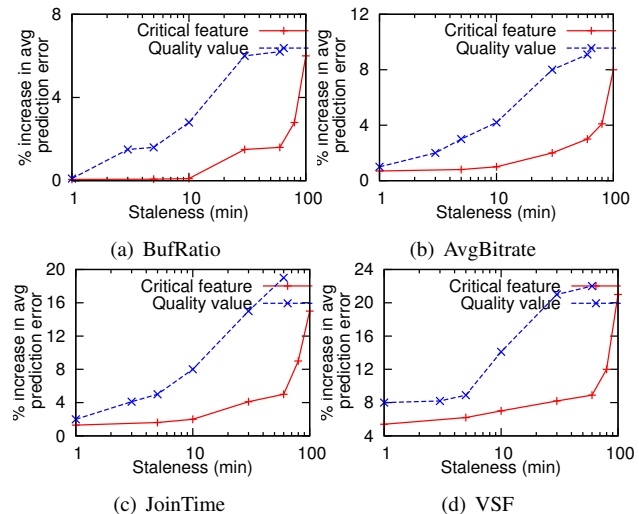 8
6
4
2
0
% increase in avg
prediction error
Critical feature
Quality value
1 10 100
Staleness (min)
(a) BufRatio
12
8
4
0
% increase in avg
prediction error
Critical feature
Quality value
1 10 100
Staleness (min)
(b) AvgBitrate
20
16
12
8
4
0
% increase in avg
prediction error
Critical feature
Quality value
1 10 100
Staleness (min)
(c) JoinTime
24
20
16
12
8
4
% increase in avg
prediction error
Critical feature
Quality value
1 10 100
Staleness (min)
(d) VSF